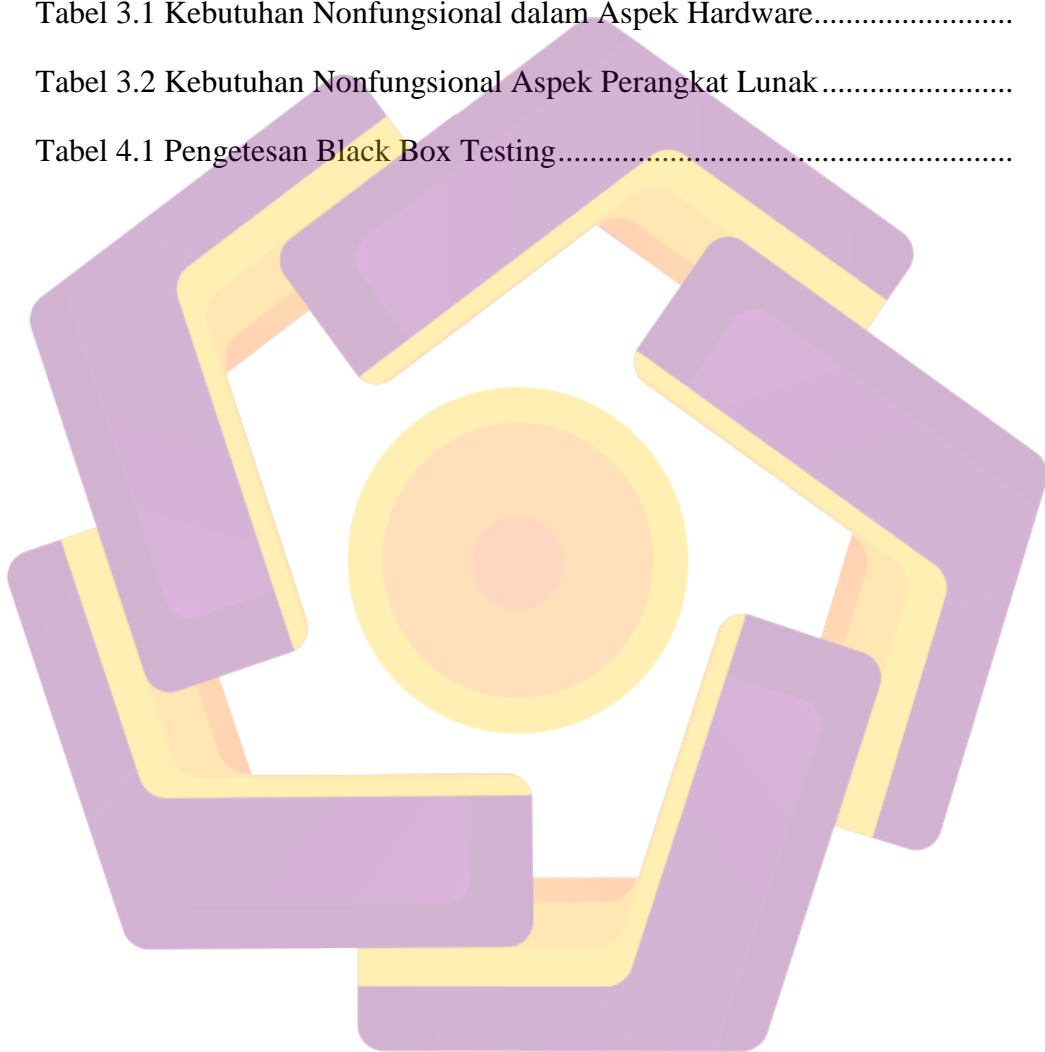 Tabel 3.1 Kebutuhan Nonfungsional dalam Aspek Hardware.........................
Tabel 3.2 Kebutuhan Nonfungsional Aspek Perangkat Lunak........................
Tabel 4.1 Pengetesan Black Box Testing.........................................................